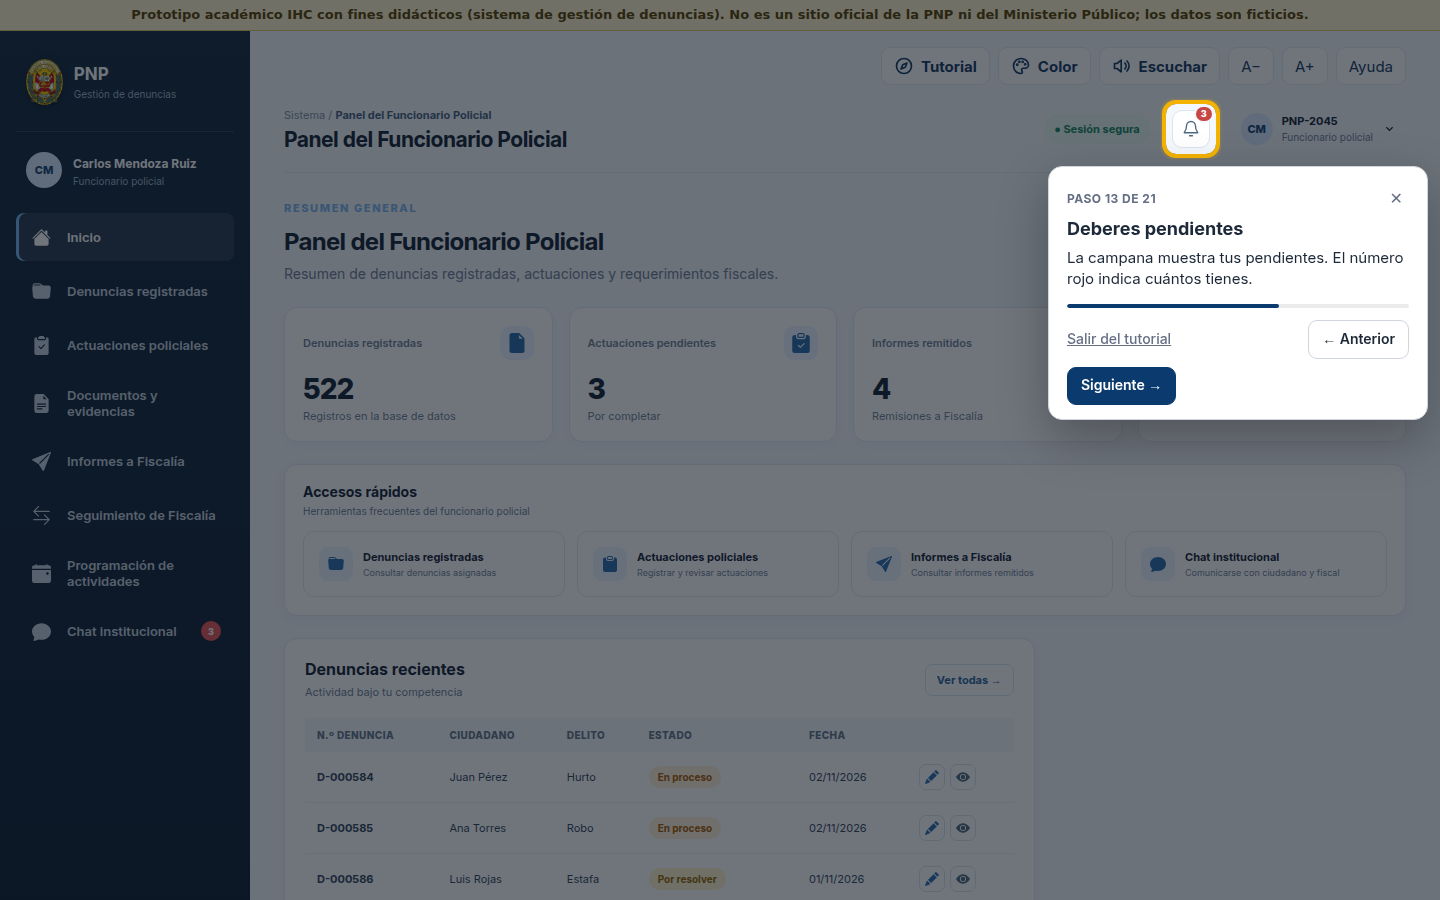 Prototipo académico IHC con fines didácticos (sistema de gestión de denuncias). No es un sitio oficial de la PNP ni del Ministerio Público; los datos son ficticios.
PNP
Gestión de denuncias
CM
Carlos Mendoza Ruiz
Funcionario policial
Inicio
Denuncias registradas
Actuaciones policiales
Documentos y
evidencias
Informes a Fiscalía
Seguimiento de Fiscalía
Programación de
actividades
Chat institucional
3
Tutorial
Color
Escuchar
A−
A+
Ayuda
Sistema / Panel del Funcionario Policial
Panel del Funcionario Policial
● Sesión segura
3
CM
PNP-2045
Funcionario policial
PASO 13 DE 21
Deberes pendientes
La campana muestra tus pendientes. El número
rojo indica cuántos tienes.
Salir del tutorial
← Anterior
Siguiente →
RESUMEN GENERAL
Panel del Funcionario Policial
Resumen de denuncias registradas, actuaciones y requerimientos fiscales.
Denuncias registradas
522
Registros en la base de datos
Actuaciones pendientes
3
Por completar
Informes remitidos
4
Remisiones a Fiscalía
Accesos rápidos
Herramientas frecuentes del funcionario policial
Denuncias registradas
Consultar denuncias asignadas
Actuaciones policiales
Registrar y revisar actuaciones
Informes a Fiscalía
Consultar informes remitidos
Chat institucional
Comunicarse con ciudadano y fiscal
Denuncias recientes
Actividad bajo tu competencia
Ver todas →
N.º DENUNCIA CIUDADANO DELITO ESTADO FECHA
D-000584 Juan Pérez Hurto En proceso 02/11/2026
D-000585 Ana Torres Robo En proceso 02/11/2026
D-000586 Luis Rojas Estafa Por resolver 01/11/2026